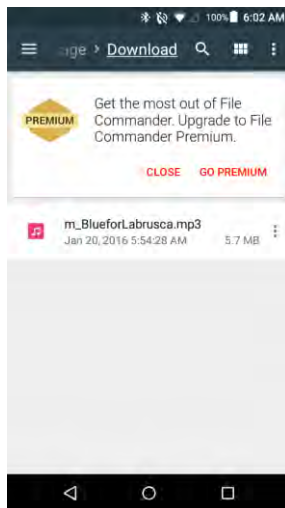 100% 6:02 AM
age > Download
PREMIUM
Get the most out of File
Commander. Upgrade to File
Commander Premium.
CLOSE GO PREMIUM
m_BlueforLabrusca.mp3
Jan 20, 2016 5:54:28 AM 5.7 MB